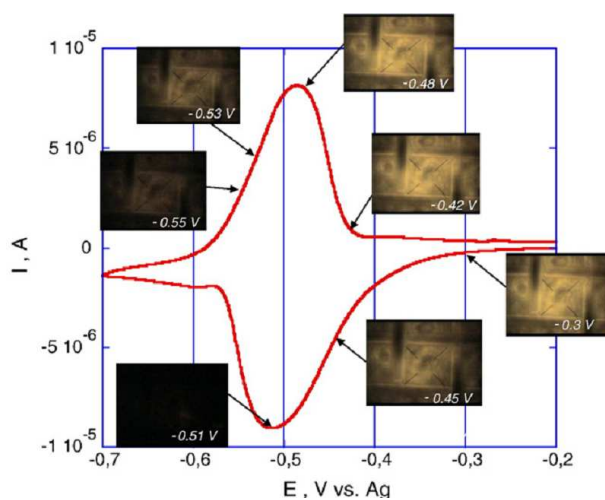 1 10⁻⁵
5 10⁻⁶
0
-5 10⁻⁶
-1 10⁻⁵
I , A
-0.53 V
-0.48 V
-0.55 V
-0.42 V
-0.3 V
-0.45 V
-0.51 V
-0,7
-0,6
-0,5
-0,4
-0,3
-0,2
E , V vs. Ag